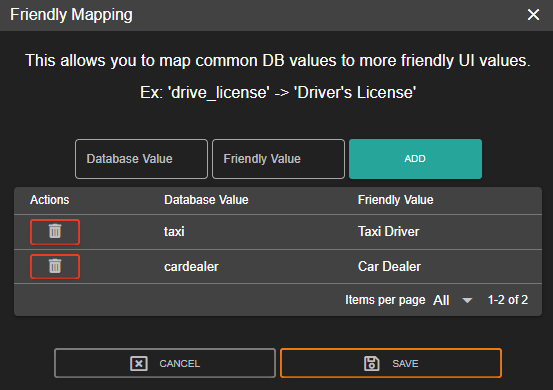 Friendly Mapping
This allows you to map common DB values to more friendly UI values.
Ex: 'drive_license' -> 'Driver's License'
Database Value Friendly Value ADD
Actions Database Value Friendly Value
taxi Taxi Driver
cardealer Car Dealer
Items per page All 1-2 of 2
CANCEL SAVE